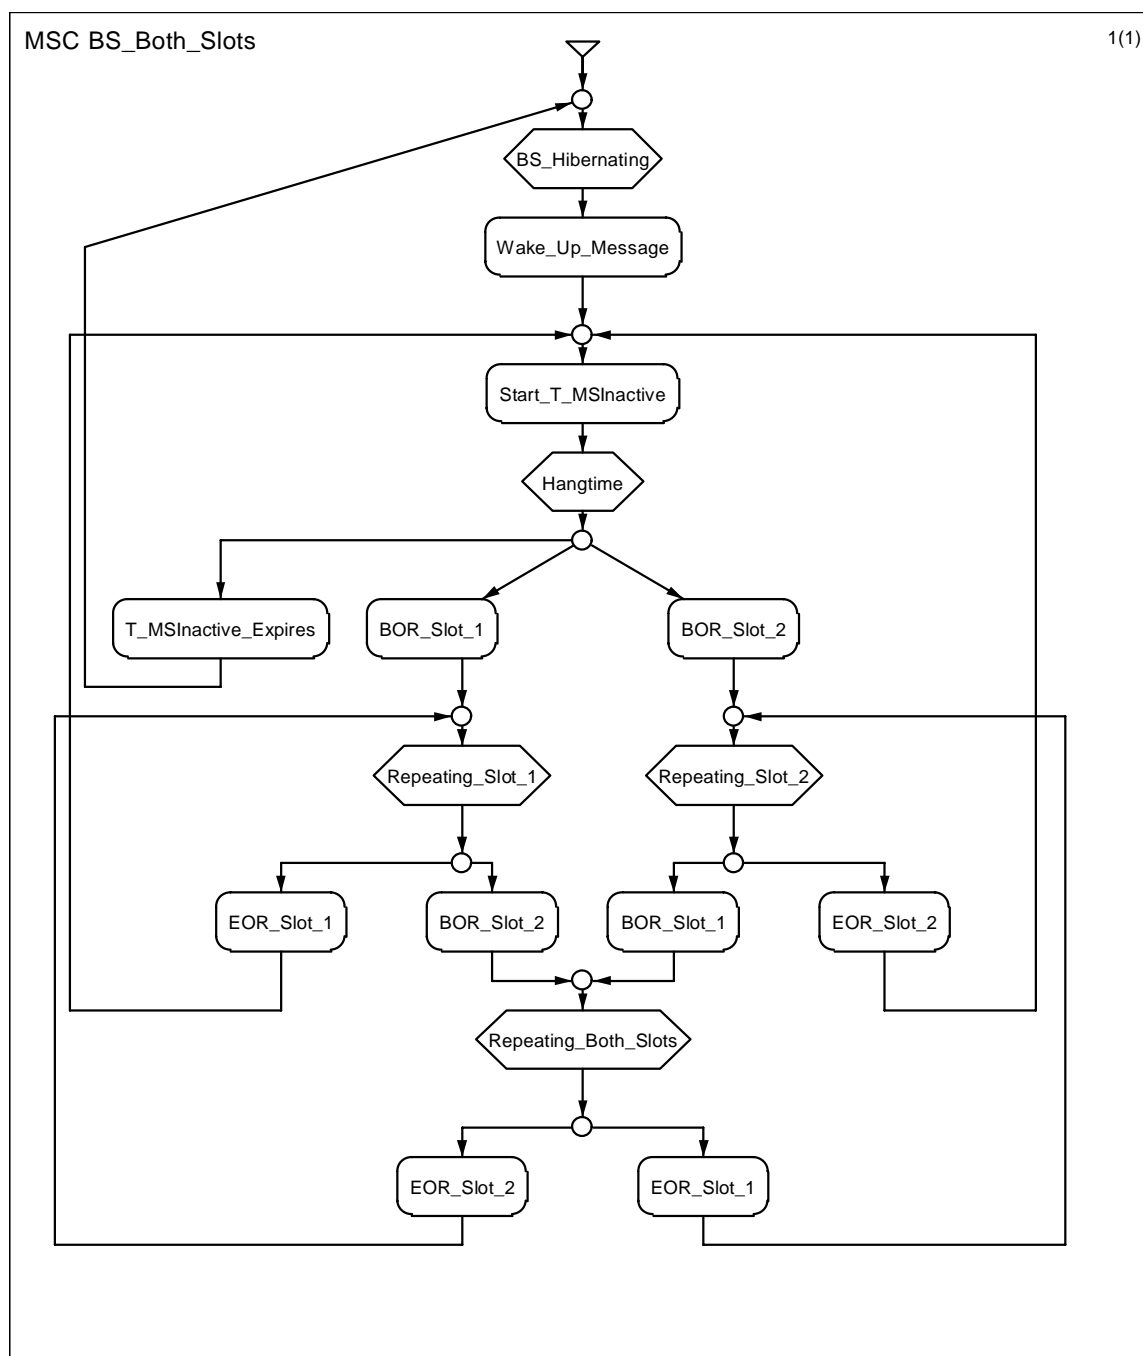 MSC BS_Both_Slots
1(1)
BS_Hibernating
Wake_Up_Message
Start_T_MSInactive
Hangtime
T_MSInactive_Expires
BOR_Slot_1
BOR_Slot_2
Repeating_Slot_1
Repeating_Slot_2
EOR_Slot_1
BOR_Slot_2
BOR_Slot_1
EOR_Slot_2
Repeating_Both_Slots
EOR_Slot_2
EOR_Slot_1